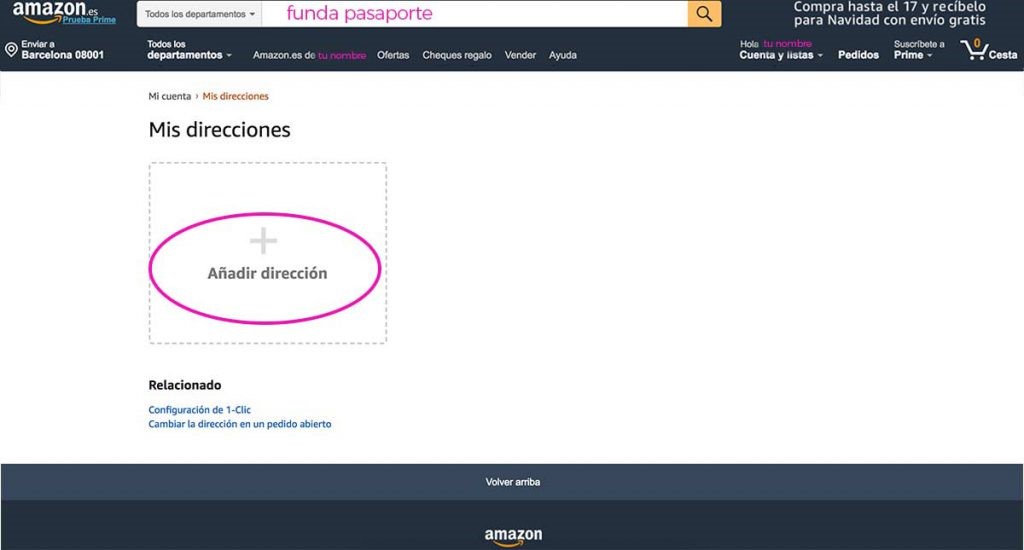 amazon.es
Prueba Prime
Todos los departamentos
funda pasaporte
Compra hasta el 17 y recíbelo
para Navidad con envío gratis
Enviar a
Barcelona 08001
Todos los
departamentos
Amazon.es de tu nombre
Ofertas
Cheques regalo
Vender
Ayuda
Hola tu nombre
Cuenta y listas
Pedidos
Suscríbete a
Prime
0
Cesta
Mi cuenta › Mis direcciones
Mis direcciones
+
Añadir dirección
Relacionado
Configuración de 1-Clic
Cambiar la dirección en un pedido abierto
Volver arriba
amazon